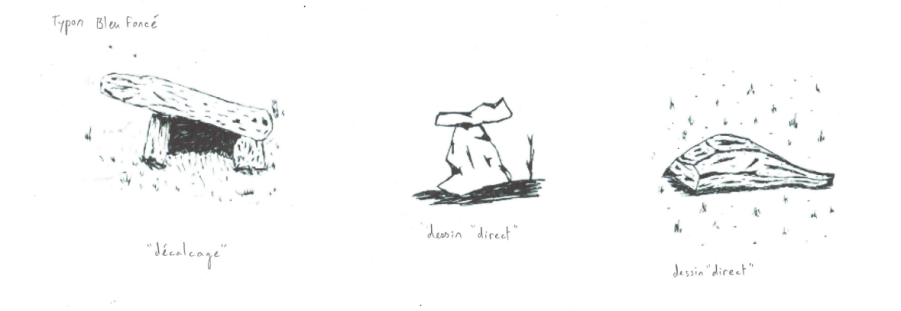 Typon Bleu Foncé
"décalcage"
dessin "direct"
dessin "direct"